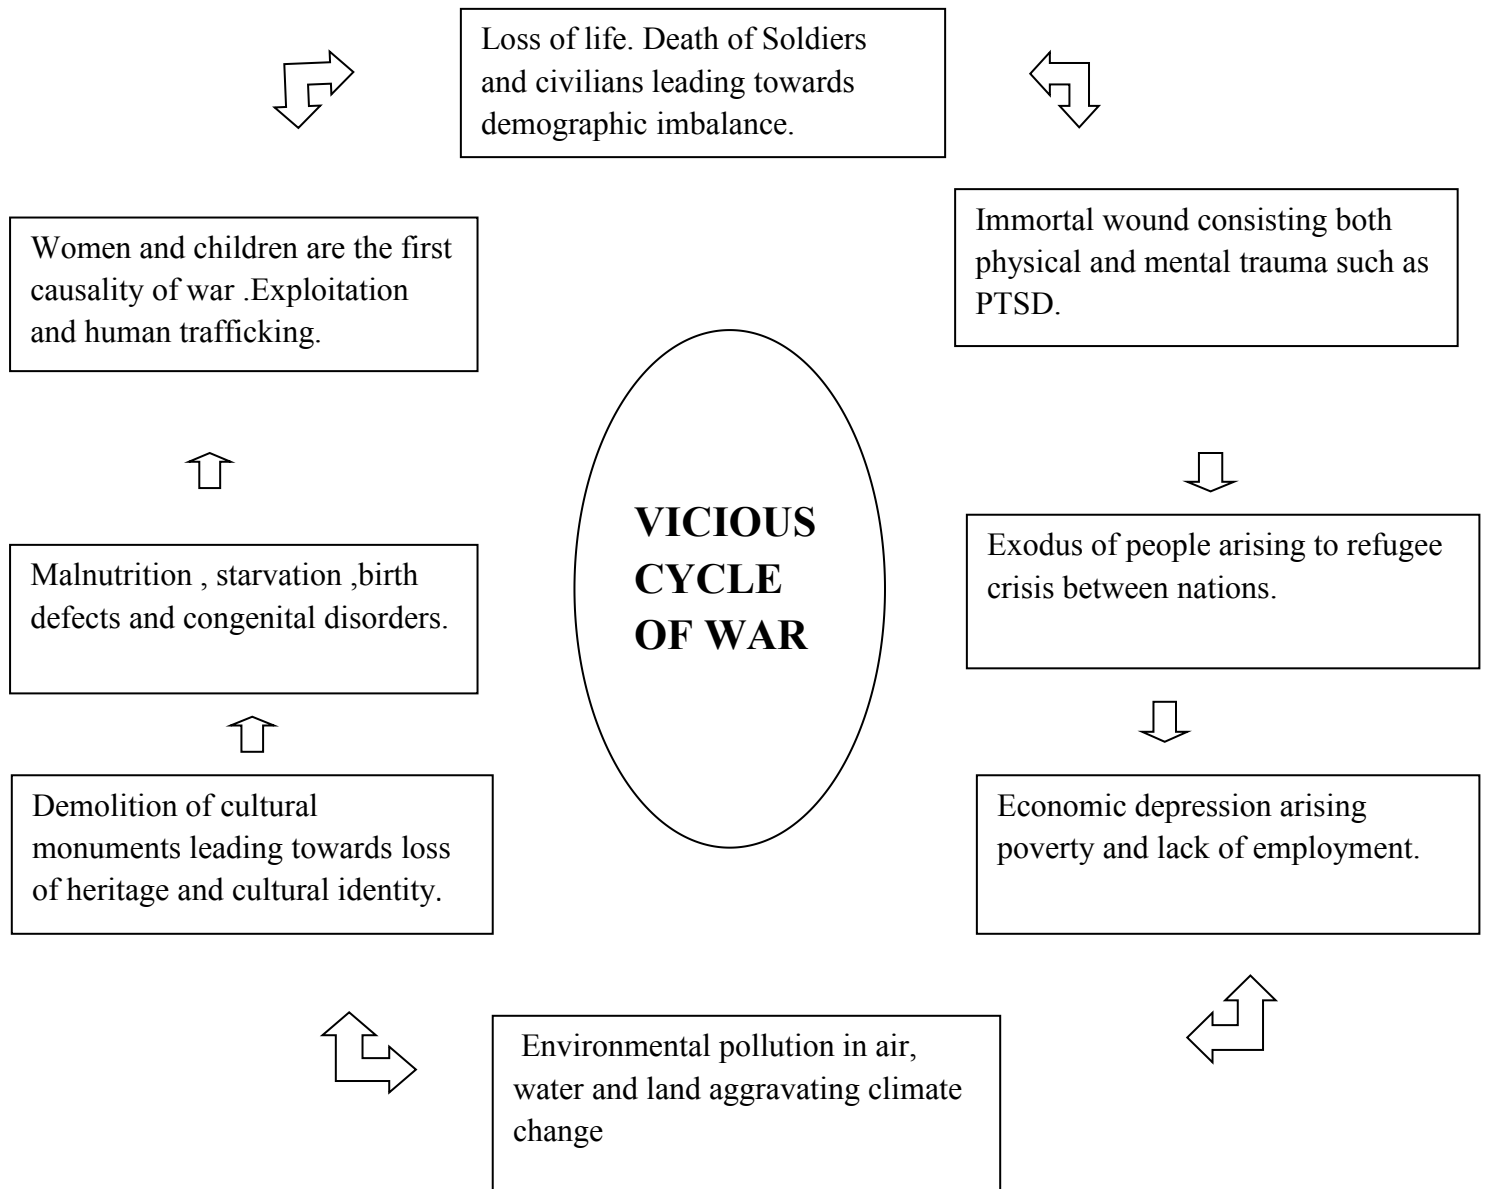 Loss of life. Death of Soldiers
and civilians leading towards
demographic imbalance.
Immortal wound consisting both
physical and mental trauma such as
PTSD.
Exodus of people arising to refugee
crisis between nations.
Economic depression arising
poverty and lack of employment.
Environmental pollution in air,
water and land aggravating climate
change
Demolition of cultural
monuments leading towards loss
of heritage and cultural identity.
Malnutrition , starvation ,birth
defects and congenital disorders.
Women and children are the first
causality of war .Exploitation
and human trafficking.
VICIOUS
CYCLE
OF WAR